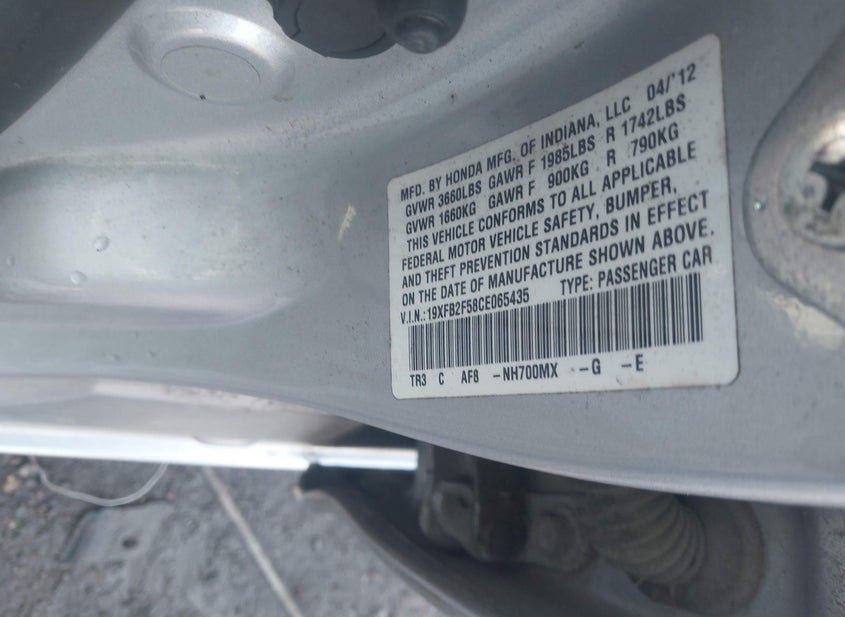 MFD. BY HONDA MFG. OF INDIANA, LLC 04/'12
GVWR 3660LBS GAWR F 1985LBS R 1742LBS
GVWR 1660KG GAWR F 900KG R 790KG
THIS VEHICLE CONFORMS TO ALL APPLICABLE
FEDERAL MOTOR VEHICLE SAFETY, BUMPER,
AND THEFT PREVENTION STANDARDS IN EFFECT
ON THE DATE OF MANUFACTURE SHOWN ABOVE.
V.I.N.:19XFB2F58CE065435 TYPE: PASSENGER CAR
TR3 C AF8 -NH700MX -G -E